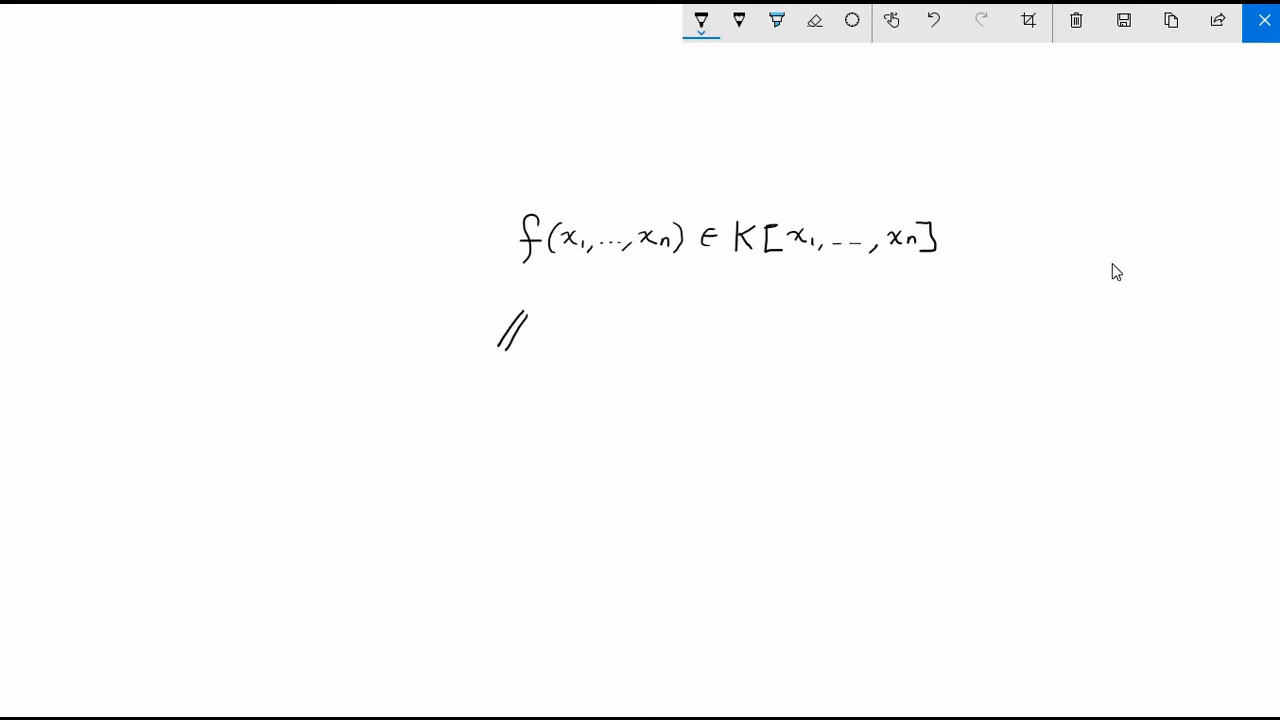 f(x₁,...,xₙ) ∈ K[x₁,--,xₙ]
//